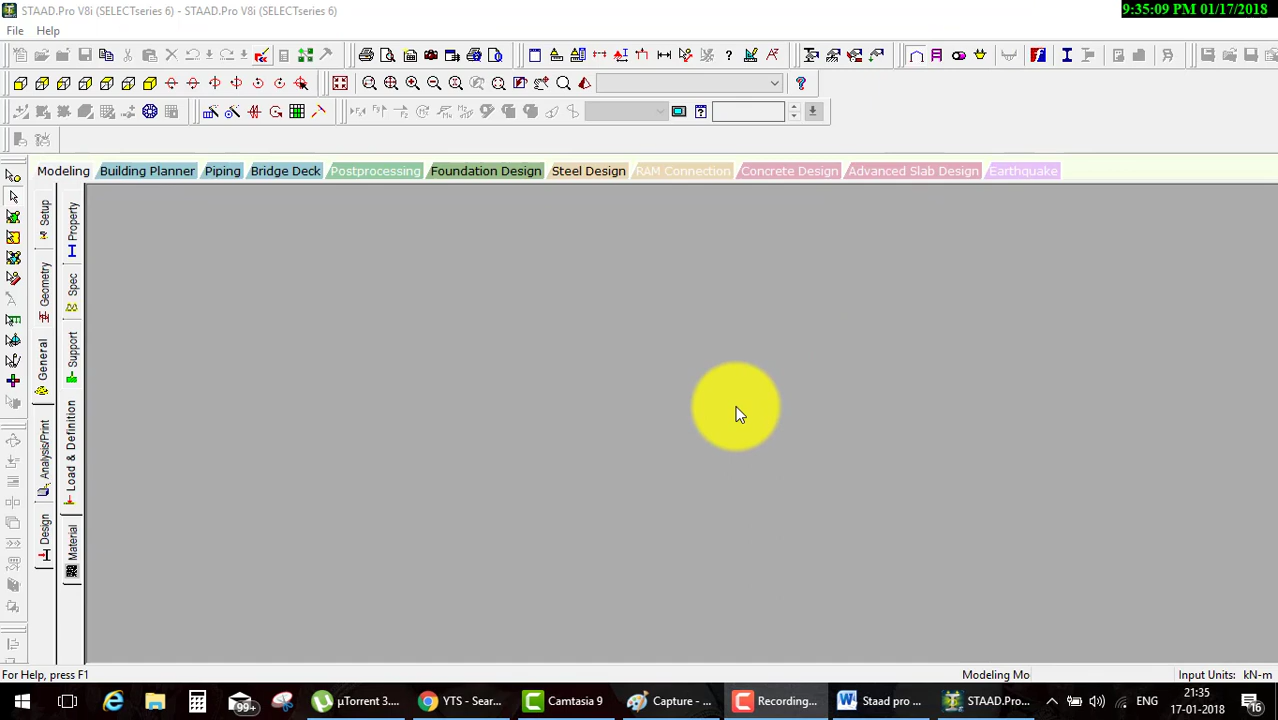 STAAD.Pro V8i (SELECTseries 6) - STAAD.Pro V8i (SELECTseries 6)
9:35:09 PM 01/17/2018
File Help
Modeling Building Planner Piping Bridge Deck Postprocessing Foundation Design Steel Design RAM Connection Concrete Design Advanced Slab Design Earthquake
Setup
Geometry
General
Analysis/Print
Design
Property
Spec
Support
Load & Definition
Material
For Help, press F1
Modeling Mo
Input Units: kN-m
99+
µTorrent 3....
YTS - Sear...
Camtasia 9
Capture - ...
Recording...
Staad pro ...
STAAD.Pro...
ENG
21:35
17-01-2018
16